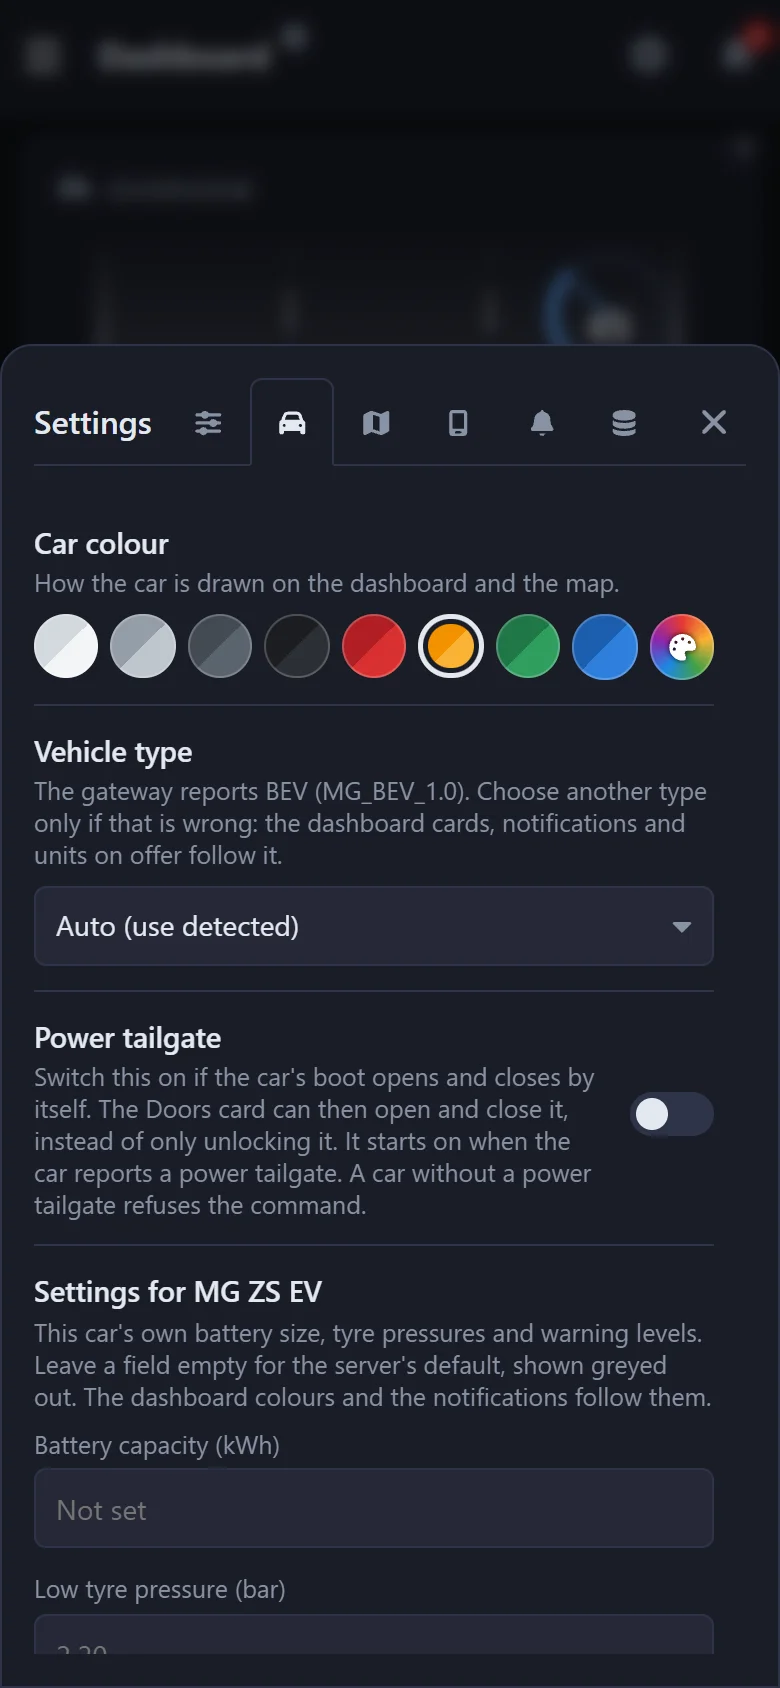 Dashboard
Settings
Car colour
How the car is drawn on the dashboard and the map.
Vehicle type
The gateway reports BEV (MG_BEV_1.0). Choose another type
only if that is wrong: the dashboard cards, notifications and
units on offer follow it.
Auto (use detected)
Power tailgate
Switch this on if the car's boot opens and closes by
itself. The Doors card can then open and close it,
instead of only unlocking it. It starts on when the
car reports a power tailgate. A car without a power
tailgate refuses the command.
Settings for MG ZS EV
This car's own battery size, tyre pressures and warning levels.
Leave a field empty for the server's default, shown greyed
out. The dashboard colours and the notifications follow them.
Battery capacity (kWh)
Not set
Low tyre pressure (bar)
2.20